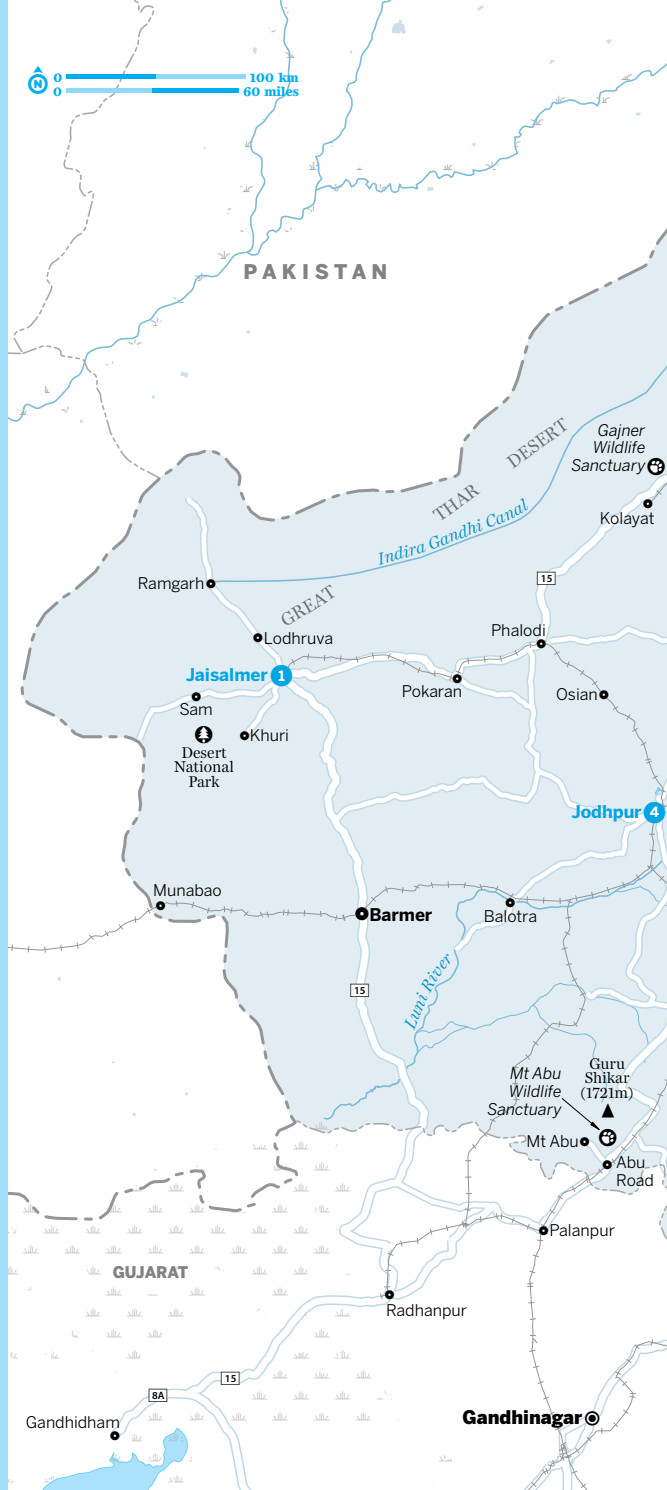 0 100 km
N
0 60 miles
PAKISTAN
Gajner
Wildlife
Sanctuary
THAR DESERT
Kolayat
Indira Gandhi Canal
15
Ramgarh
GREAT
Lodhruva
Phalodi
Jaisalmer 1
Pokaran
Osian
Sam
Khuri
Desert
National
Park
Jodhpur 4
Munabao
Barmer
Balotra
Luni River
15
Guru
Shikar
(1721m)
Mt Abu
Wildlife
Sanctuary
Mt Abu
Abu
Road
Palanpur
GUJARAT
Radhanpur
15
8A
Gandhidham
Gandhinagar